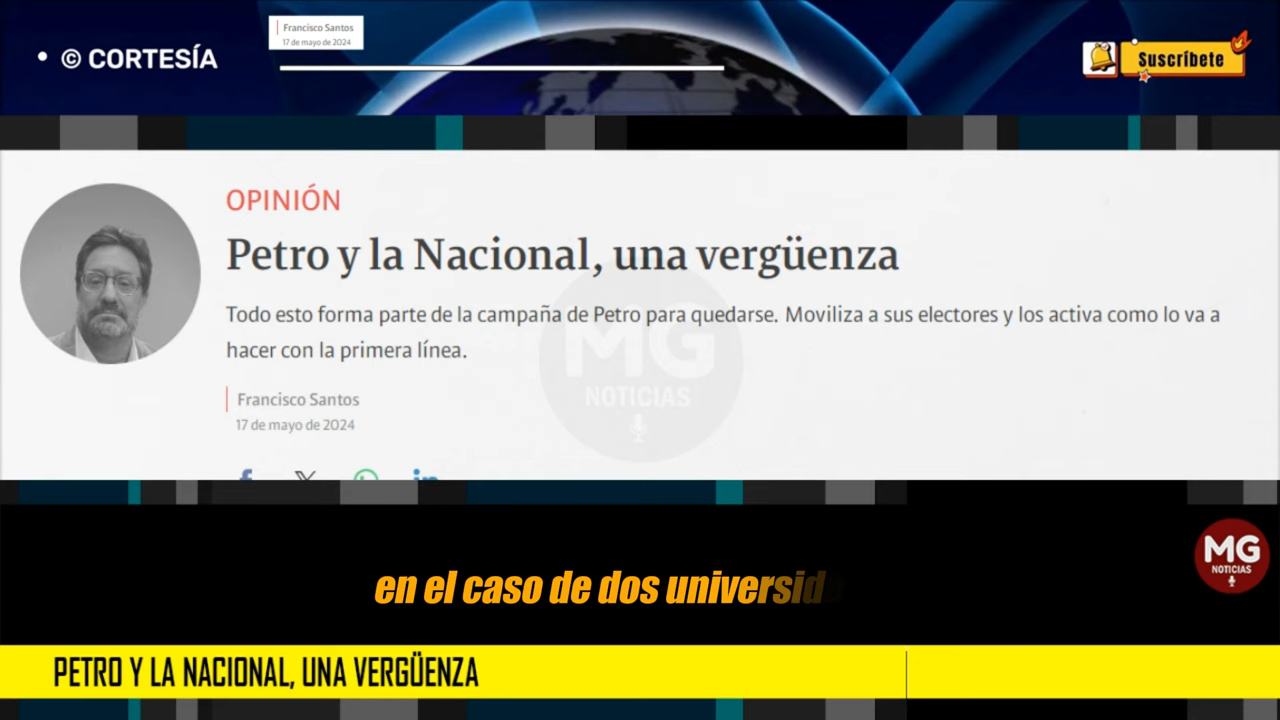 Francisco Santos
17 de mayo de 2024
• © CORTESÍA
Suscríbete
OPINIÓN
Petro y la Nacional, una vergüenza
Todo esto forma parte de la campaña de Petro para quedarse. Moviliza a sus electores y los activa como lo va a
hacer con la primera línea.
Francisco Santos
17 de mayo de 2024
MG
NOTICIAS
MG
NOTICIAS
en el caso de dos universid
PETRO Y LA NACIONAL, UNA VERGÜENZA